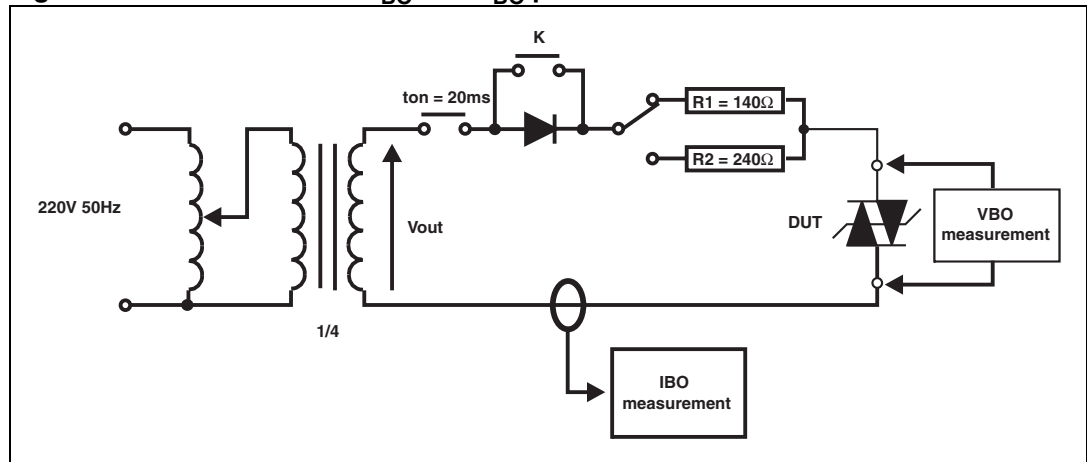 K
ton = 20ms
R1 = 140Ω
R2 = 240Ω
220V 50Hz
Vout
DUT
VBO
measurement
1/4
IBO
measurement